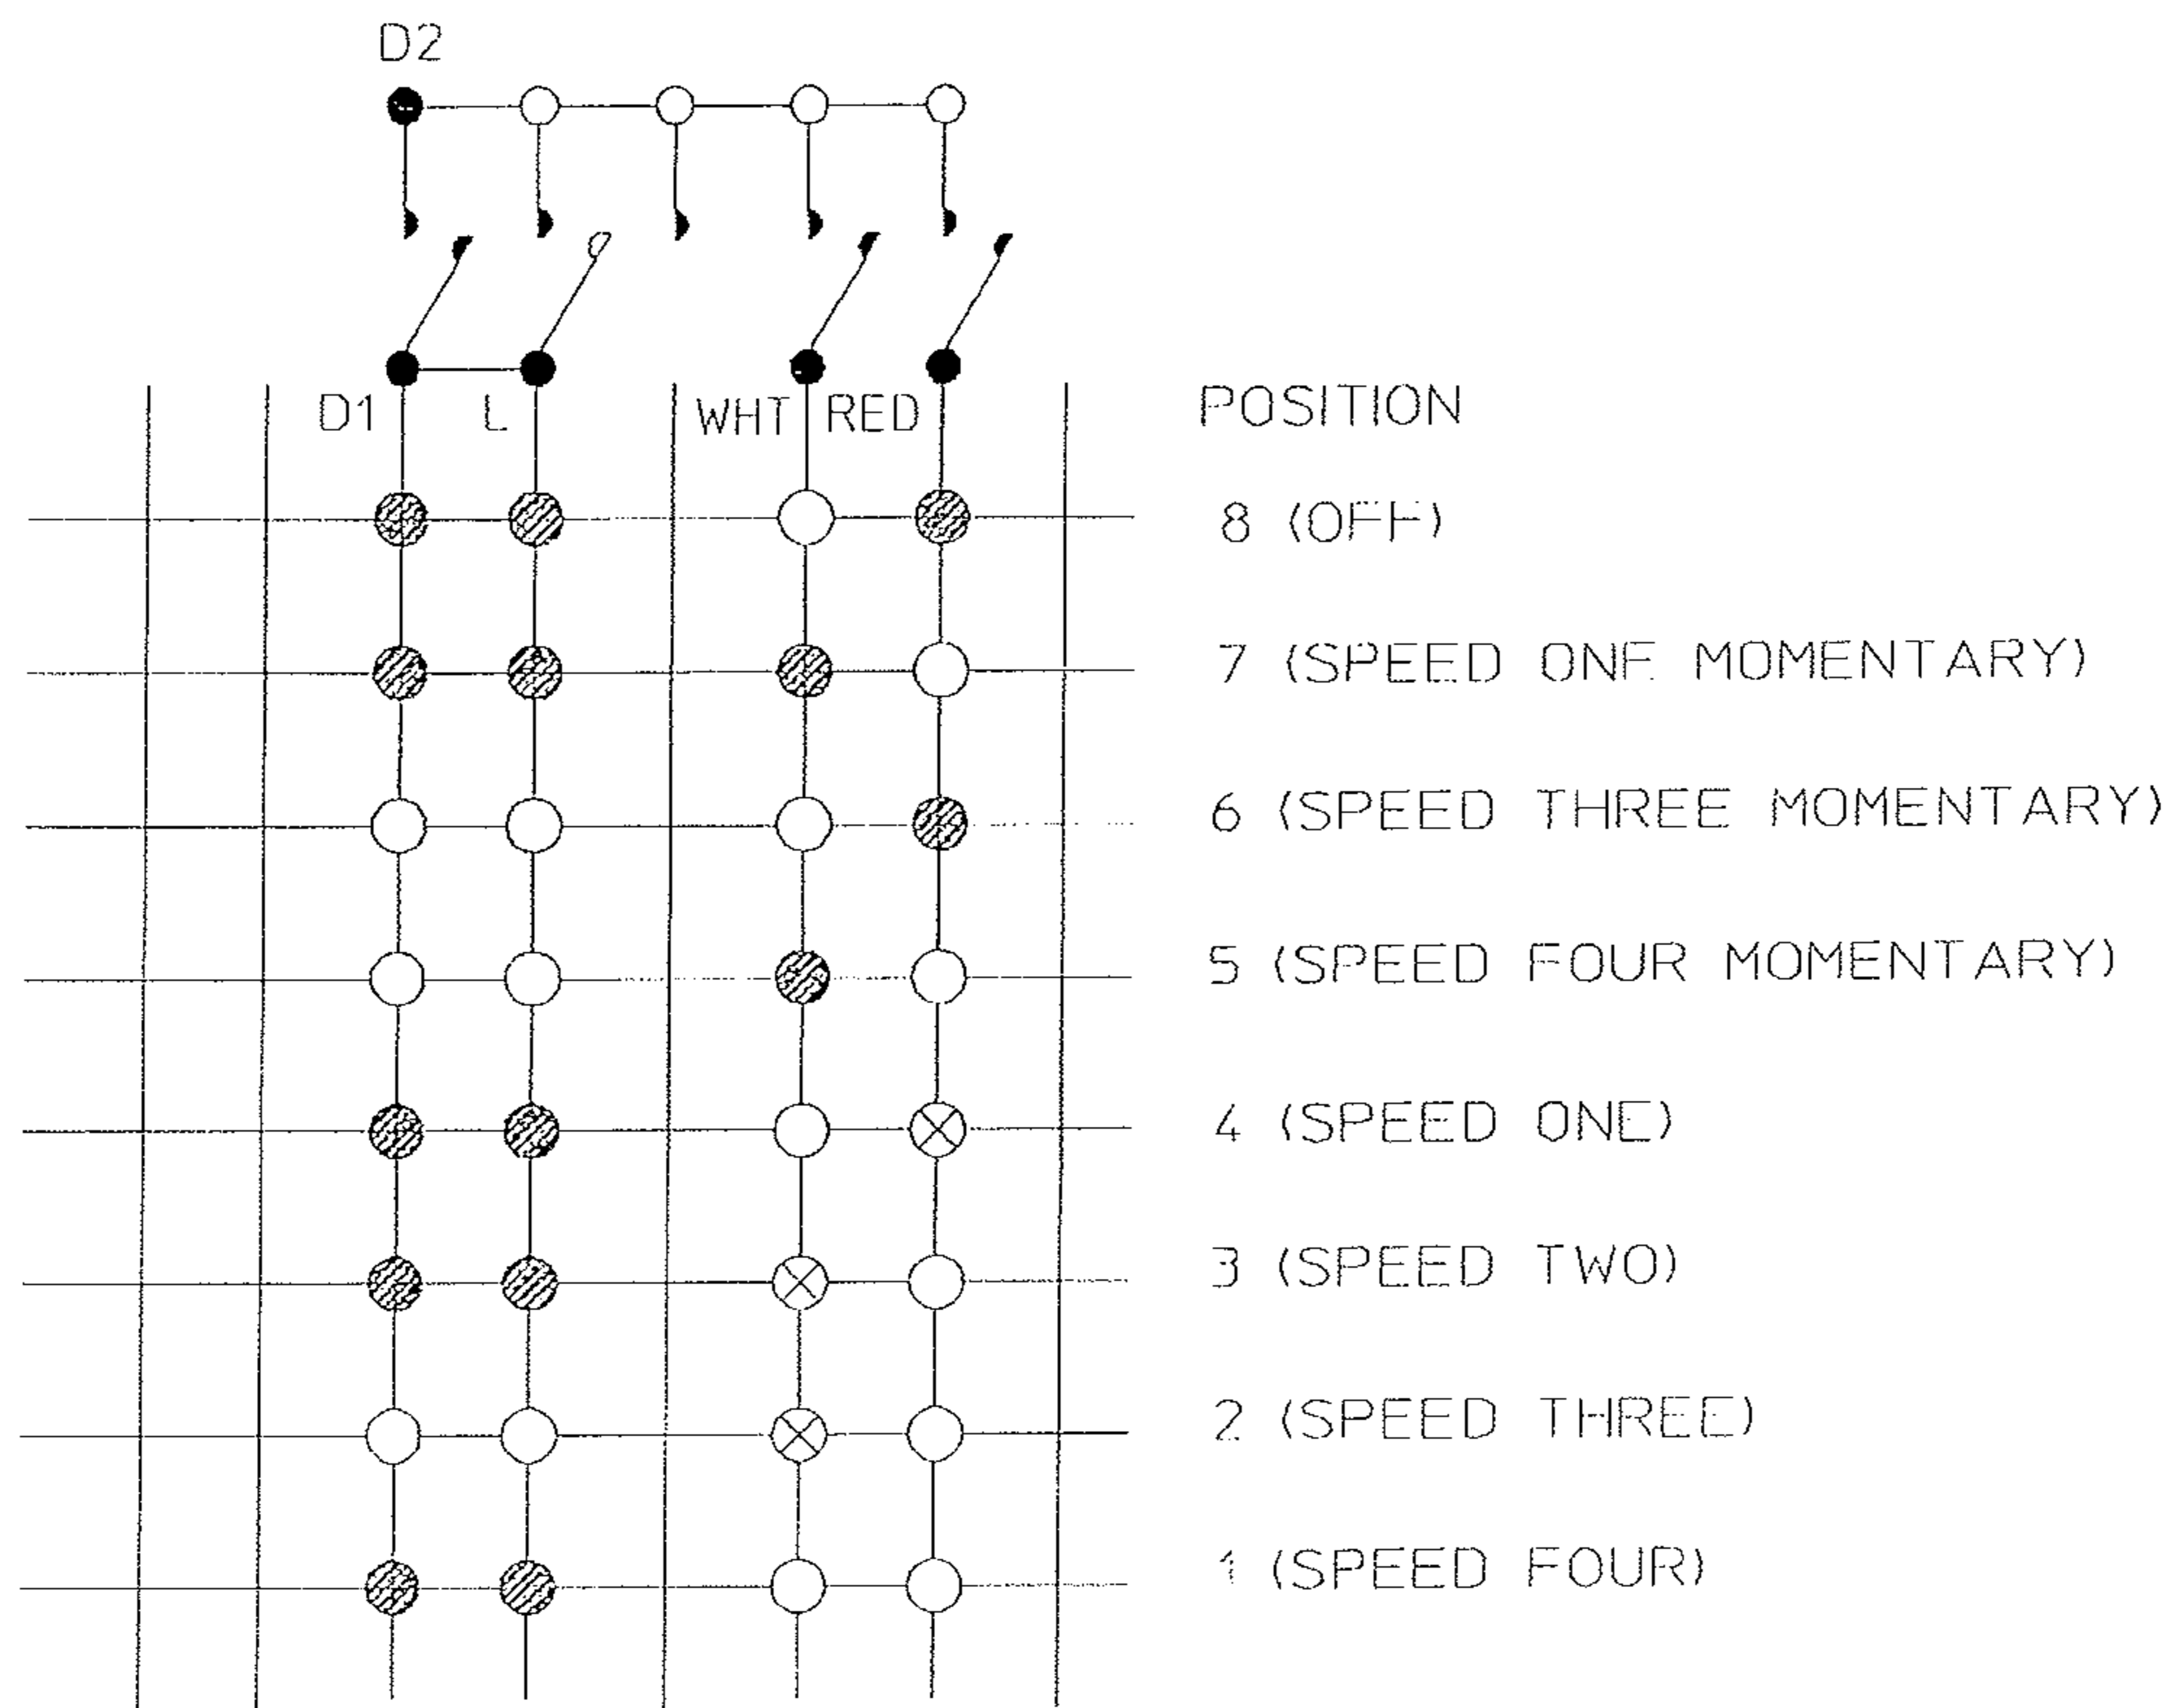 D2
D1 L WHT RED
POSITION
8 (OFF)
7 (SPEED ONE MOMENTARY)
6 (SPEED THREE MOMENTARY)
5 (SPEED FOUR MOMENTARY)
4 (SPEED ONE)
3 (SPEED TWO)
2 (SPEED THREE)
1 (SPEED FOUR)